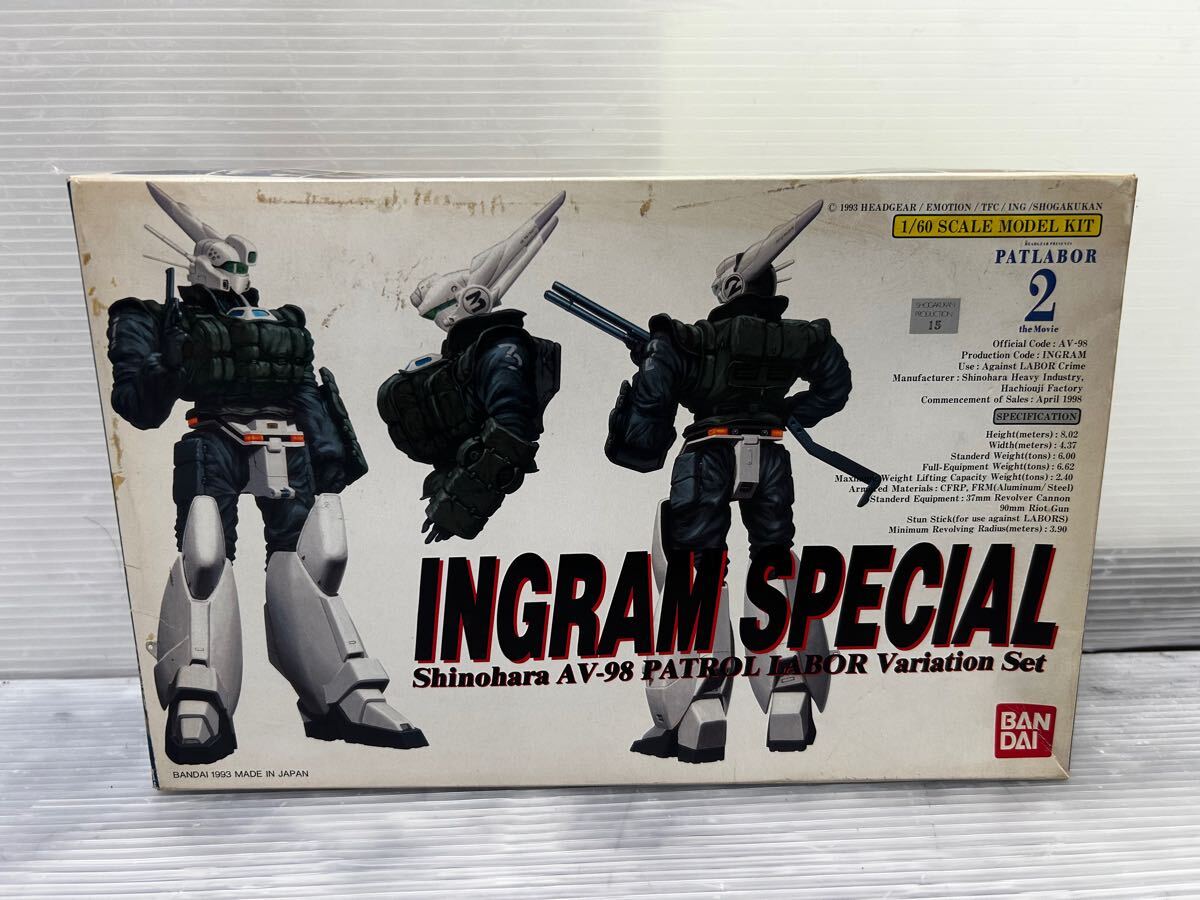 © 1993 HEADGEAR / EMOTION / TFC / ING /SHOGAKUKAN
1/60 SCALE MODEL KIT
HEADGEAR PRESENTS
PATLABOR
2
the Movie
SHOGAKUKAN
PRODUCTION
15
Official Code : AV-98
Production Code : INGRAM
Use : Against LABOR Crime
Manufacturer : Shinohara Heavy Industry,
Hachiouji Factory
Commencement of Sales : April 1998
SPECIFICATION
Height(meters) : 8.02
Width(meters) : 4.37
Standerd Weight(tons) : 6.00
Full-Equipment Weight(tons) : 6.62
Weight Lifting Capacity Weight(tons) : 2.40
Materials : CFRP, FRM(Aluminum/Steel)
Standerd Equipment : 37mm Revolver Cannon
90mm Riot Gun
Stun Stick(for use against LABORS)
Minimum Revolving Radius(meters) : 3.90
INGRAM SPECIAL
Shinohara AV-98 PATROL LABOR Variation Set
BAN
DAI
BANDAI 1993 MADE IN JAPAN